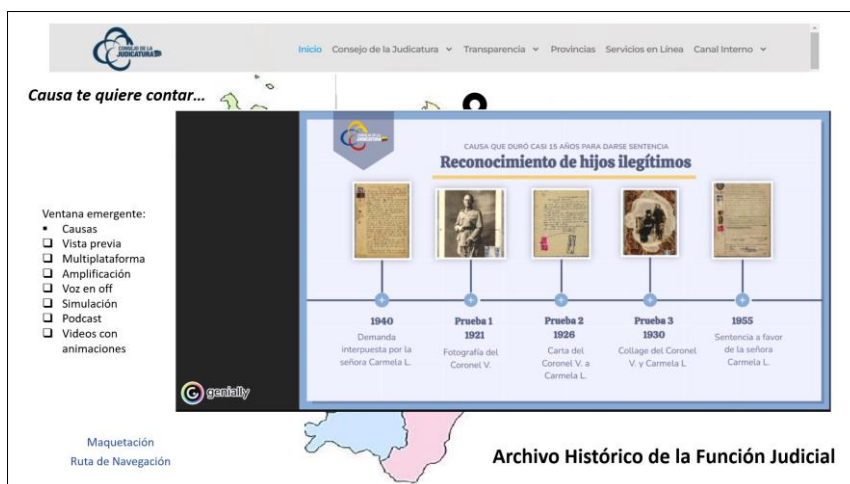 CONSEJO DE LA
JUDICATURA
Inicio Consejo de la Judicatura Transparencia Provincias Servicios en Línea Canal Interno
Causa te quiere contar…
CAUSA QUE DURÓ CASI 15 AÑOS PARA DARSE SENTENCIA
Reconocimiento de hijos ilegítimos
Ventana emergente:
Causas
Vista previa
Multiplataforma
Amplificación
Voz en off
Simulación
Podcast
Videos con
animaciones
1940
Demanda
interpuesta por la
señora Carmela L.
Prueba 1
1921
Fotografía del
Coronel V.
Prueba 2
1926
Carta del
Coronel V. a
Carmela L.
Prueba 3
1930
Collage del Coronel
V. y Carmela L
1955
Sentencia a favor
de la señora
Carmela L.
genially
Maquetación
Ruta de Navegación
Archivo Histórico de la Función Judicial